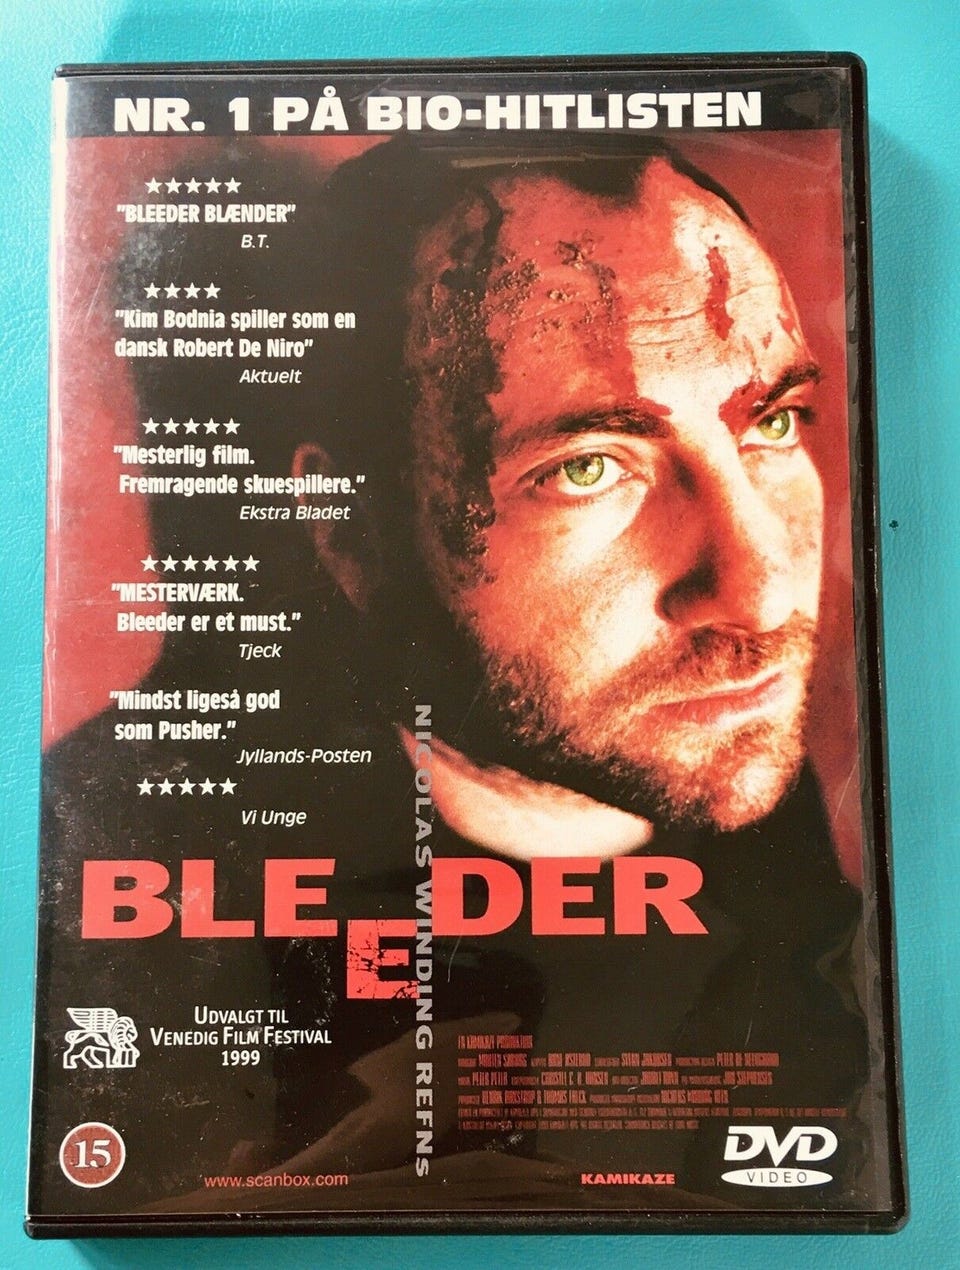 NR. 1 PÅ BIO-HITLISTEN
★★★★★
"BLEEDER BLÆNDER"
B.T.
★★★★
"Kim Bodnia spiller som en
dansk Robert De Niro"
Aktuelt
★★★★★
"Mesterlig film.
Fremragende skuespillere."
Ekstra Bladet
★★★★★★
"MESTERVÆRK.
Bleeder er et must."
Tjeck
"Mindst ligeså god
som Pusher."
Jyllands-Posten
★★★★★
Vi Unge
NICOLAS WINDING REFNS
BLEEDER
UDVALGT TIL
VENEDIG FILM FESTIVAL
1999
15
www.scanbox.com
KAMIKAZE
DVD
VIDEO